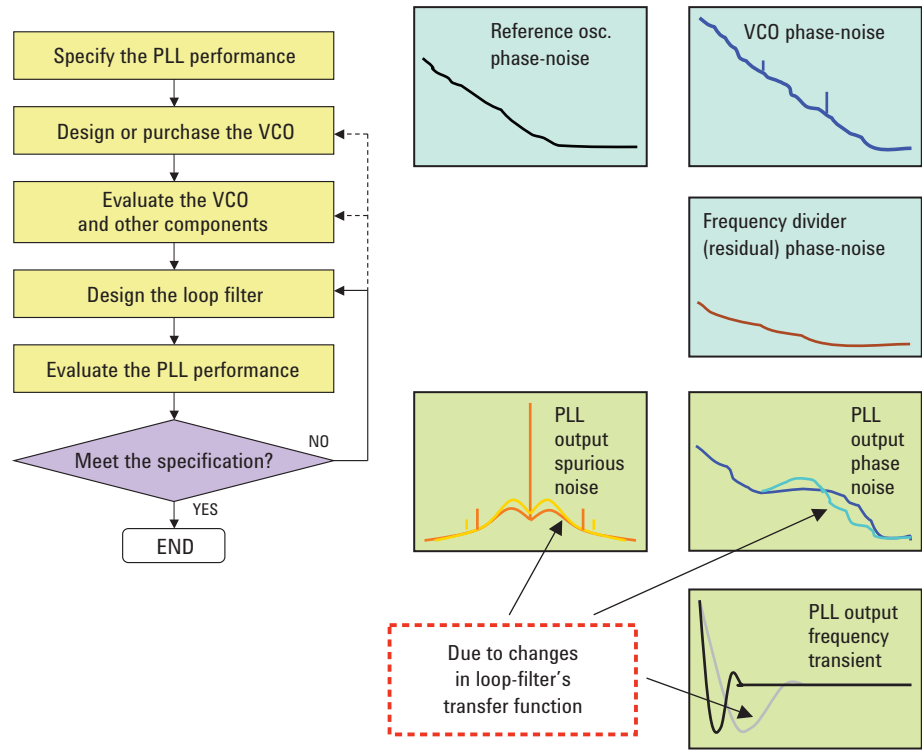 Specify the PLL performance
Design or purchase the VCO
Evaluate the VCO
and other components
Design the loop filter
Evaluate the PLL performance
Meet the specification?
NO
YES
END
Reference osc.
phase-noise
VCO phase-noise
Frequency divider
(residual) phase-noise
PLL
output
spurious
noise
PLL
output
phase
noise
Due to changes
in loop-filter's
transfer function
PLL output
frequency
transient